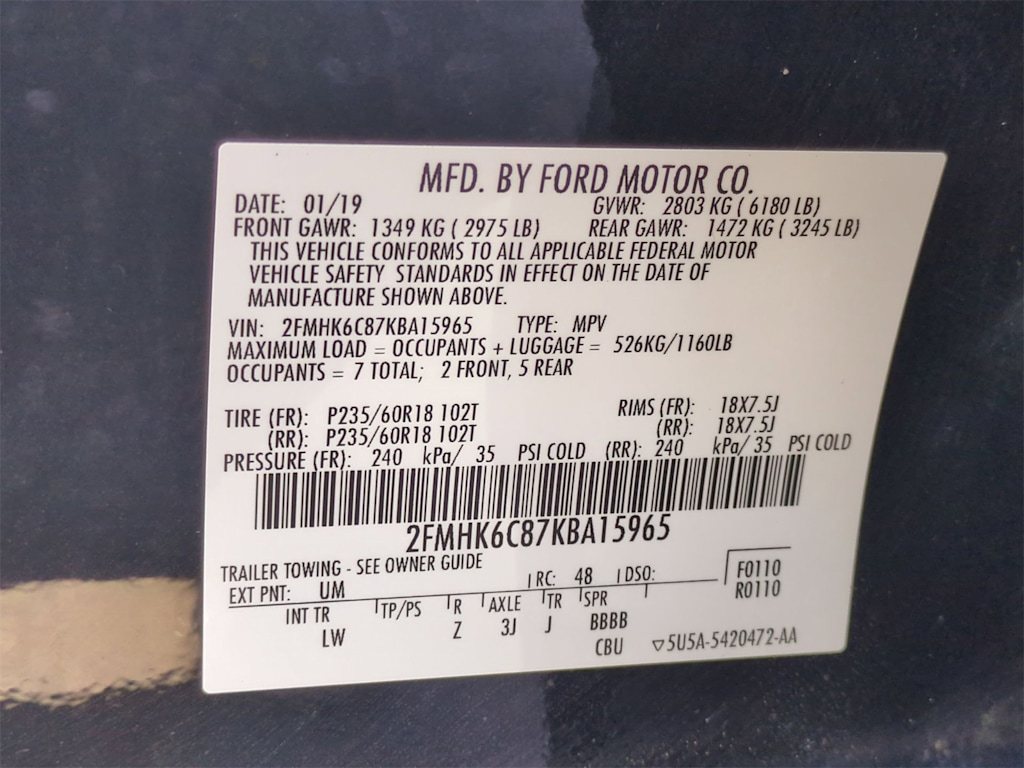 MFD. BY FORD MOTOR CO.
DATE: 01/19 GVWR: 2803 KG ( 6180 LB)
FRONT GAWR: 1349 KG ( 2975 LB) REAR GAWR: 1472 KG ( 3245 LB)
THIS VEHICLE CONFORMS TO ALL APPLICABLE FEDERAL MOTOR
VEHICLE SAFETY STANDARDS IN EFFECT ON THE DATE OF
MANUFACTURE SHOWN ABOVE.
VIN: 2FMHK6C87KBA15965 TYPE: MPV
MAXIMUM LOAD = OCCUPANTS + LUGGAGE = 526KG/1160LB
OCCUPANTS = 7 TOTAL; 2 FRONT, 5 REAR
TIRE (FR): P235/60R18 102T RIMS (FR): 18X7.5J
(RR): P235/60R18 102T (RR): 18X7.5J
PRESSURE (FR): 240 kPa/ 35 PSI COLD (RR): 240 kPa/ 35 PSI COLD
2FMHK6C87KBA15965
TRAILER TOWING - SEE OWNER GUIDE
EXT PNT: UM RC: 48 DSO: F0110
R0110
INT TR TP/PS R AXLE TR SPR
LW Z 3J J BBBB
CBU ▽5U5A-5420472-AA